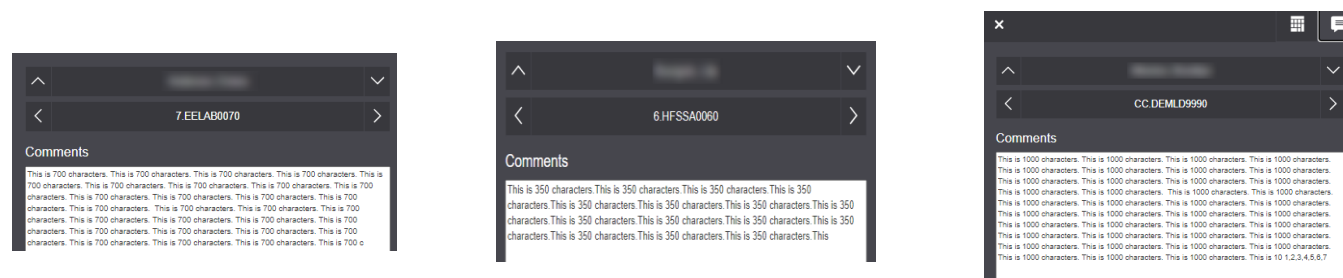 7.EELAB0070
Comments
This is 700 characters. This is 700 characters. This is 700 characters. This is 700 characters. This is
700 characters. This is 700 characters. This is 700 characters. This is 700 characters. This is 700
characters. This is 700 characters. This is 700 characters. This is 700 characters. This is 700
characters. This is 700 characters.  This is 700 characters. This is 700 characters. This is 700
characters. This is 700 characters. This is 700 characters. This is 700 characters. This is 700
characters. This is 700 characters. This is 700 characters. This is 700 characters. This is 700
characters. This is 700 characters. This is 700 characters. This is 700 characters. This is 700 c
6.HFSSA0060
Comments
This is 350 characters.This is 350 characters.This is 350 characters.This is 350
characters.This is 350 characters.This is 350 characters.This is 350 characters.This is 350
characters.This is 350 characters.This is 350 characters.This is 350 characters.This is 350
characters.This is 350 characters.This is 350 characters.This is 350 characters.This
CC.DEMLD9990
Comments
This is 1000 characters. This is 1000 characters. This is 1000 characters. This is 1000 characters.
This is 1000 characters. This is 1000 characters. This is 1000 characters. This is 1000 characters.
This is 1000 characters. This is 1000 characters. This is 1000 characters. This is 1000 characters.
This is 1000 characters. This is 1000 characters.  This is 1000 characters. This is 1000 characters.
This is 1000 characters. This is 1000 characters. This is 1000 characters. This is 1000 characters.
This is 1000 characters. This is 1000 characters. This is 1000 characters. This is 1000 characters.
This is 1000 characters. This is 1000 characters. This is 1000 characters. This is 1000 characters.
This is 1000 characters. This is 1000 characters. This is 1000 characters. This is 1000 characters.
This is 1000 characters. This is 1000 characters. This is 1000 characters. This is 1000 characters.
This is 1000 characters. This is 1000 characters. This is 1000 characters. This is 10 1,2,3,4,5,6,7